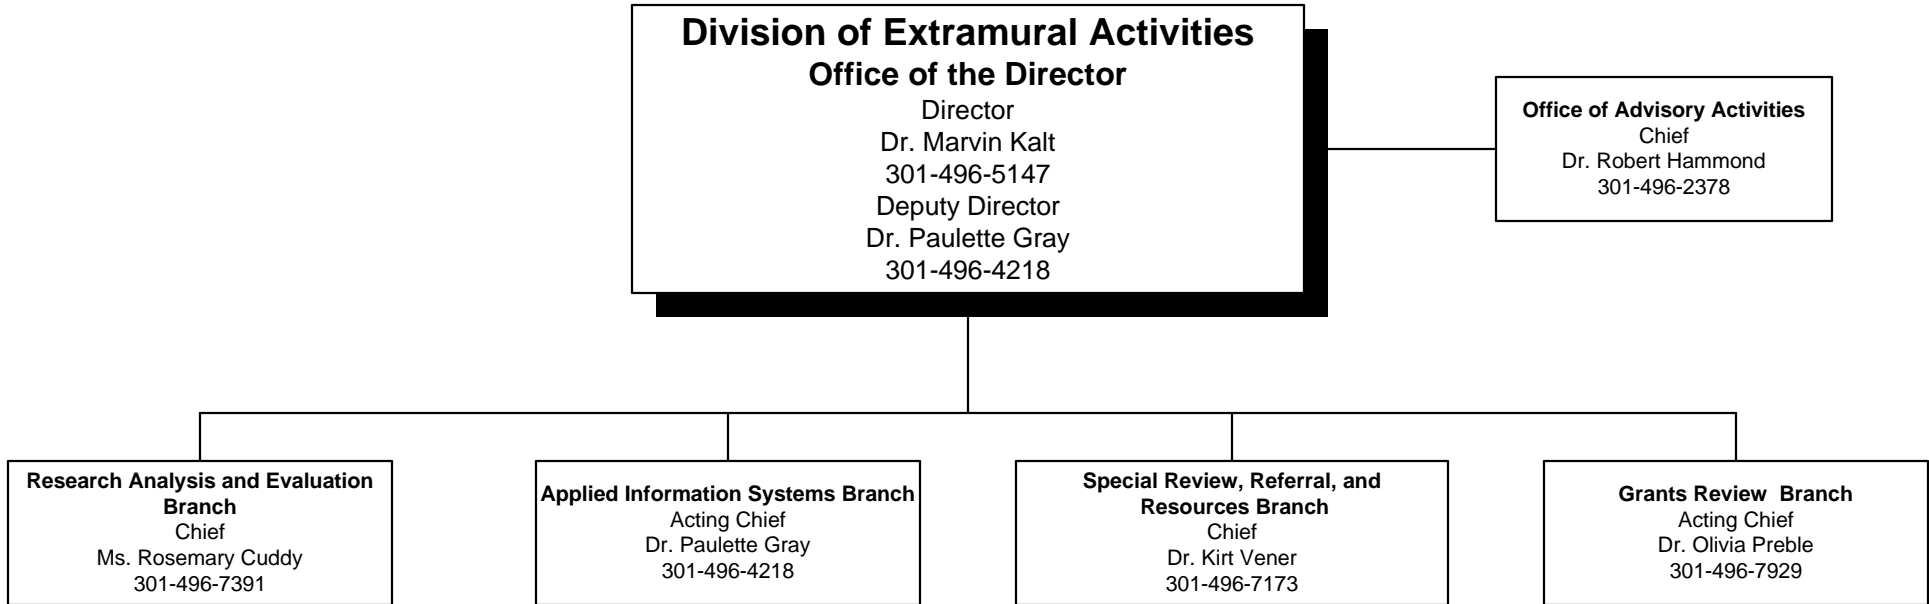 Division of Extramural Activities
Office of the Director
Director
Dr. Marvin Kalt
301-496-5147
Deputy Director
Dr. Paulette Gray
301-496-4218
Office of Advisory Activities
Chief
Dr. Robert Hammond
301-496-2378
Research Analysis and Evaluation
Branch
Chief
Ms. Rosemary Cuddy
301-496-7391
Applied Information Systems Branch
Acting Chief
Dr. Paulette Gray
301-496-4218
Special Review, Referral, and
Resources Branch
Chief
Dr. Kirt Vener
301-496-7173
Grants Review  Branch
Acting Chief
Dr. Olivia Preble
301-496-7929